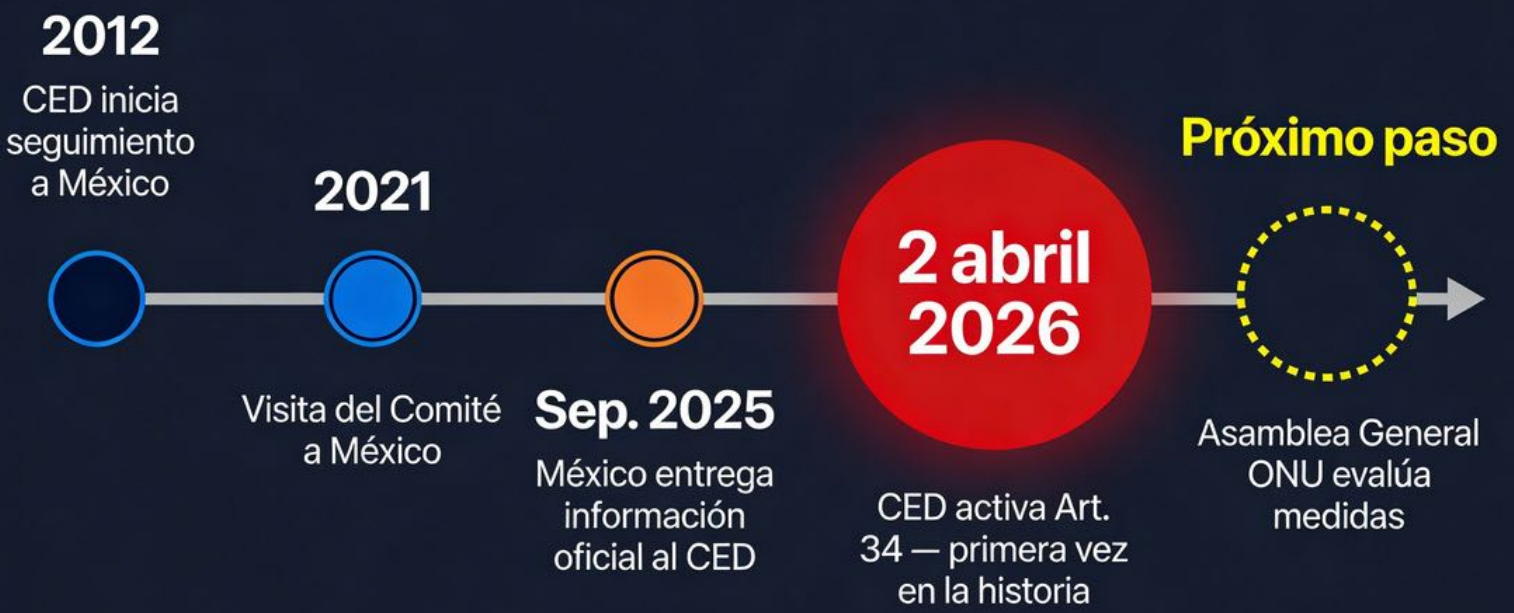 2012
CED inicia
seguimiento
a México
2021
Visita del Comité
a México
Sep. 2025
México entrega
información
oficial al CED
2 abril
2026
CED activa Art.
34 — primera vez
en la historia
Próximo paso
Asamblea General
ONU evalúa
medidas